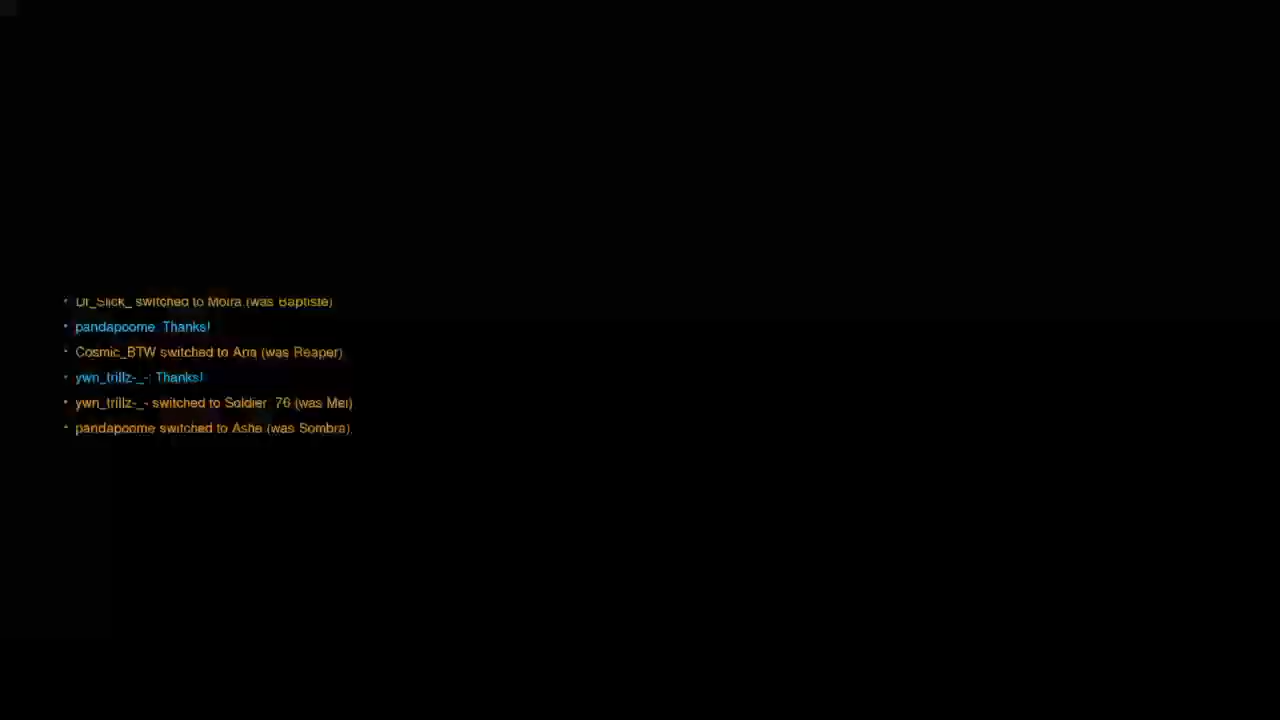 Dr_Slick_ switched to Moira (was Baptiste)
pandapoome: Thanks!
Cosmic_BTW switched to Ana (was Reaper)
ywn_trillz-_-: Thanks!
ywn_trillz-_- switched to Soldier: 76 (was Mei)
pandapoome switched to Ashe (was Sombra)